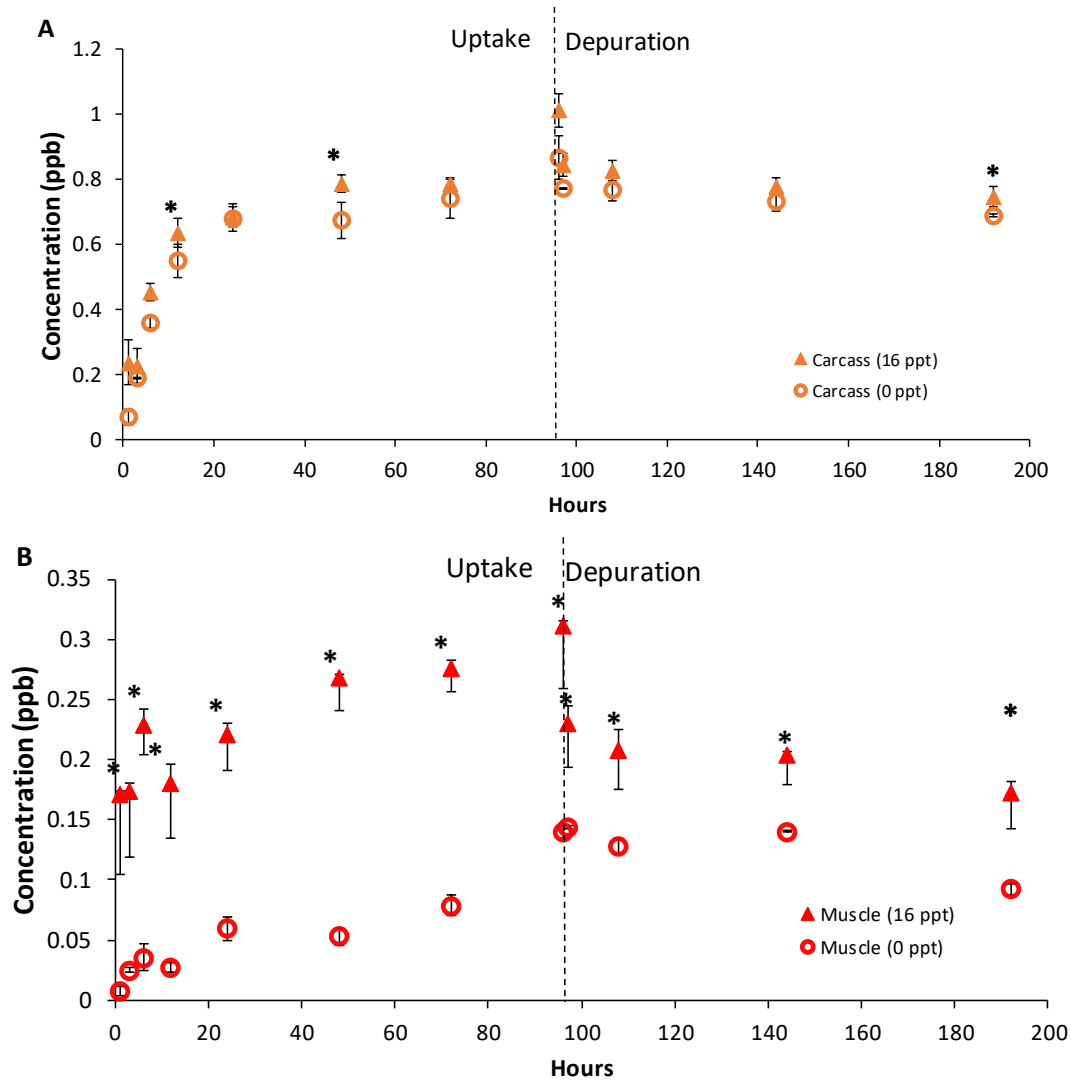 A
Uptake Depuration
1.2
1
0.8
0.6
0.4
0.2
0
Concentration (ppb)
* * *
Carcass (16 ppt)
Carcass (0 ppt)
0 20 40 60 80 100 120 140 160 180 200
Hours
B
Uptake Depuration
0.35
0.3
0.25
0.2
0.15
0.1
0.05
0
Concentration (ppb)
* * * * * * * * * * *
Muscle (16 ppt)
Muscle (0 ppt)
0 20 40 60 80 100 120 140 160 180 200
Hours